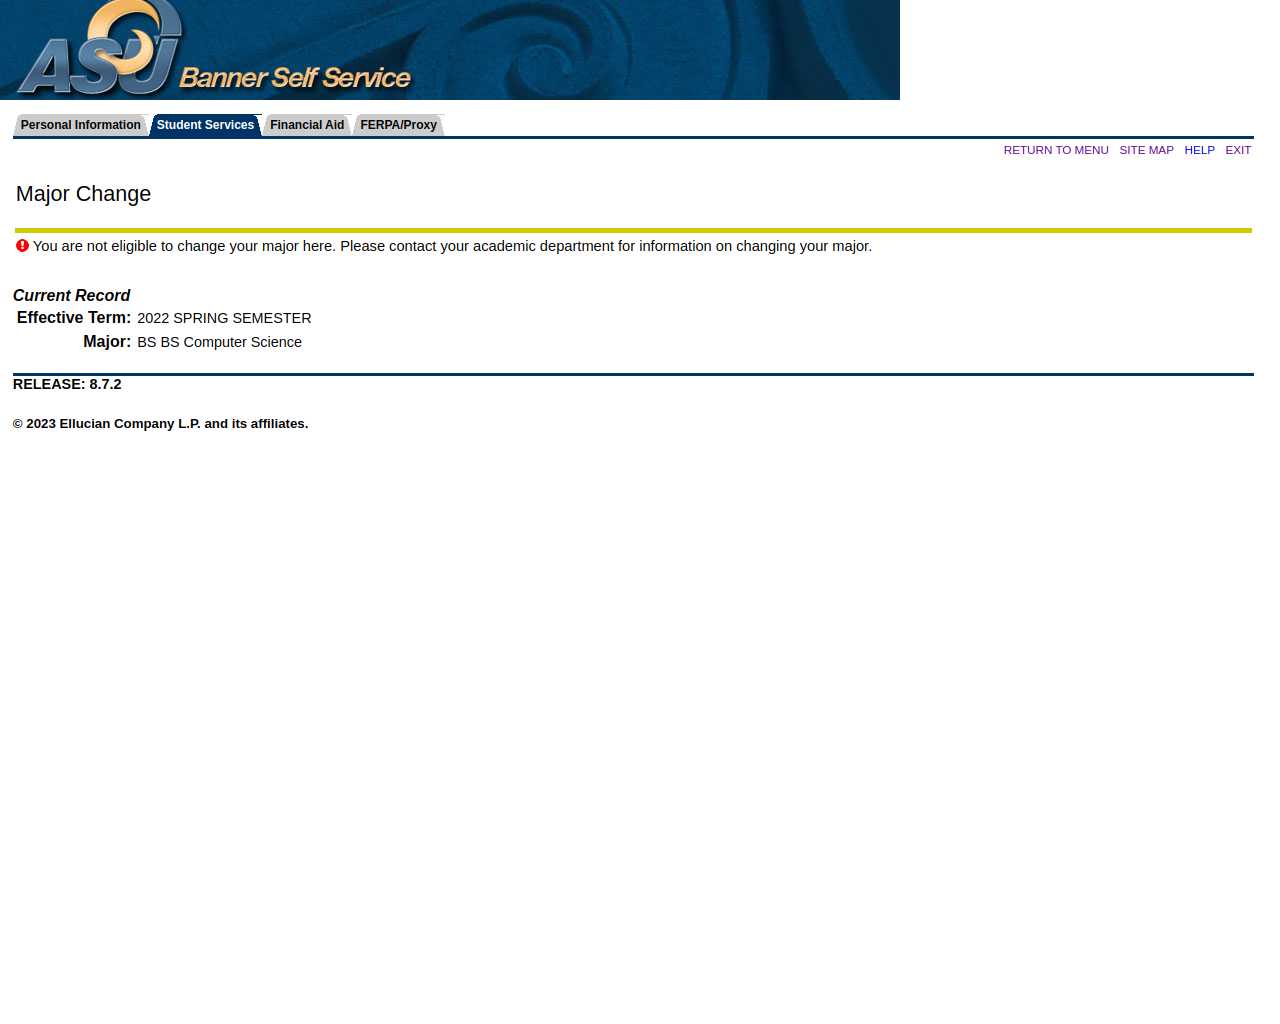 ASU Banner Self Service
Personal Information Student Services Financial Aid FERPA/Proxy
RETURN TO MENU SITE MAP HELP EXIT
Major Change
You are not eligible to change your major here. Please contact your academic department for information on changing your major.
Current Record
Effective Term: 2022 SPRING SEMESTER
Major: BS BS Computer Science
RELEASE: 8.7.2
© 2023 Ellucian Company L.P. and its affiliates.